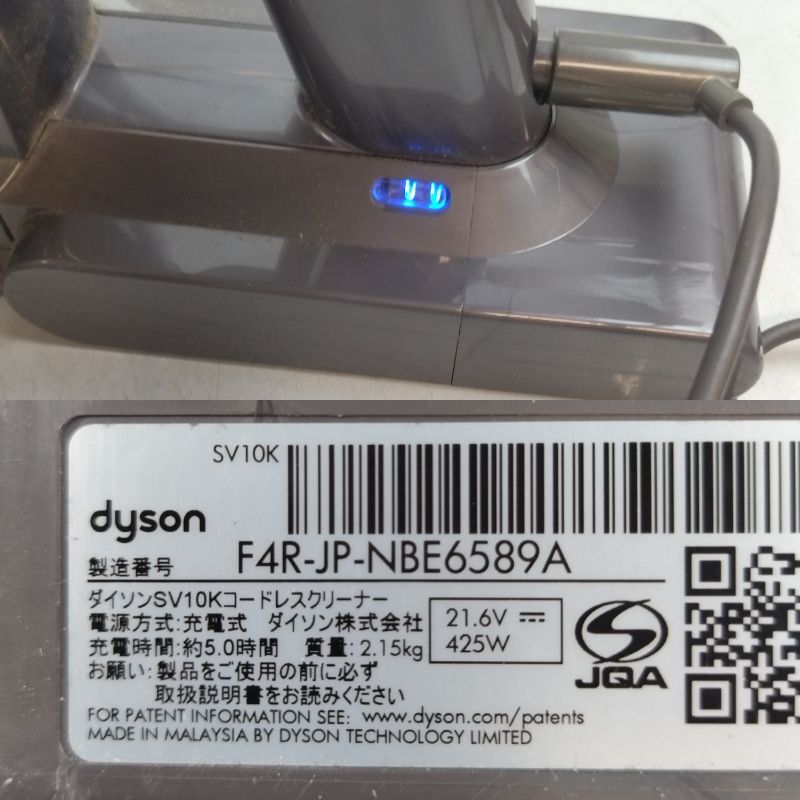 SV10K
dyson
製造番号 F4R-JP-NBE6589A
ダイソンSV10Kコードレスクリーナー
電源方式:充電式 ダイソン株式会社
充電時間:約5.0時間 質量:2.15kg
21.6V
425W
お願い:製品をご使用の前に必ず
取扱説明書をお読みください
JQA
FOR PATENT INFORMATION SEE: www.dyson.com/patents
MADE IN MALAYSIA BY DYSON TECHNOLOGY LIMITED